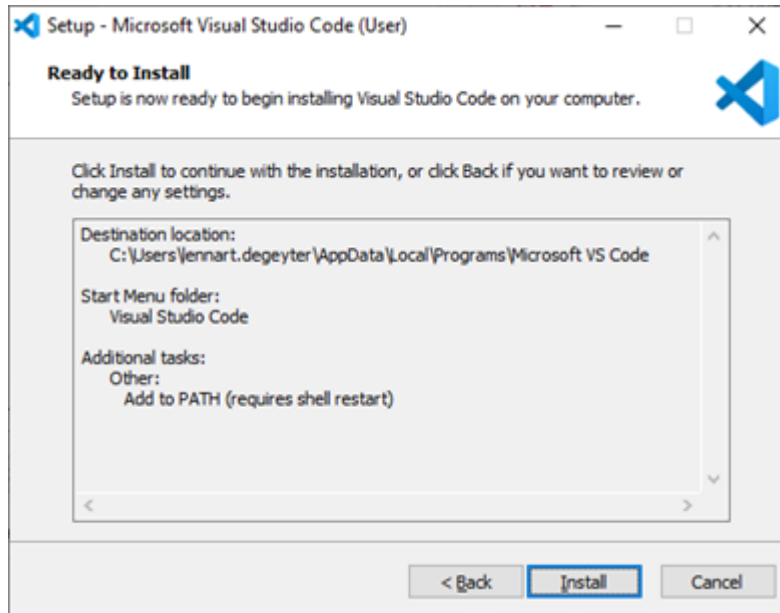 Setup - Microsoft Visual Studio Code (User)
Ready to Install
Setup is now ready to begin installing Visual Studio Code on your computer.
Click Install to continue with the installation, or click Back if you want to review or
change any settings.
Destination location:
C:\Users\lennart.degeyter\AppData\Local\Programs\Microsoft VS Code
Start Menu folder:
Visual Studio Code
Additional tasks:
Other:
Add to PATH (requires shell restart)
< Back Install Cancel